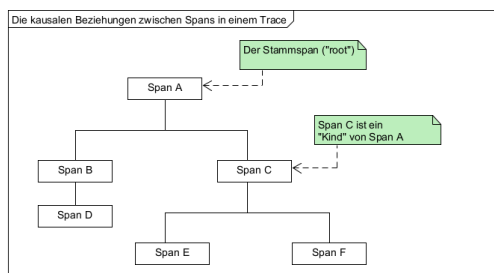 Die kausalen Beziehungen zwischen Spans in einem Trace
Der Stammspan ("root")
Span A
Span C ist ein
"Kind" von Span A
Span B
Span C
Span D
Span E
Span F